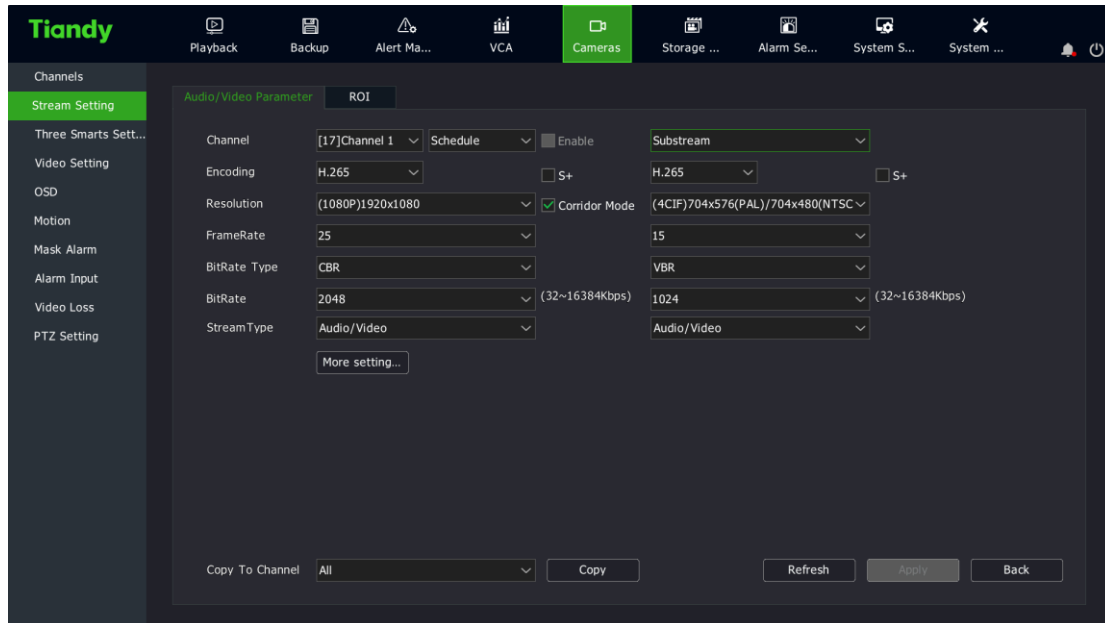 Tiandy
Playback
Backup
Alert Ma...
VCA
Cameras
Storage ...
Alarm Se...
System S...
System ...
Channels
Stream Setting
Three Smarts Sett...
Video Setting
OSD
Motion
Mask Alarm
Alarm Input
Video Loss
PTZ Setting
Audio/Video Parameter ROI
Channel [17]Channel 1 Schedule Enable Substream
Encoding H.265 S+ H.265 S+
Resolution (1080P)1920x1080 Corridor Mode (4CIF)704x576(PAL)/704x480(NTSC
FrameRate 25 15
BitRate Type CBR VBR
BitRate 2048 (32~16384Kbps) 1024 (32~16384Kbps)
StreamType Audio/Video Audio/Video
More setting...
Copy To Channel All Copy Refresh Apply Back